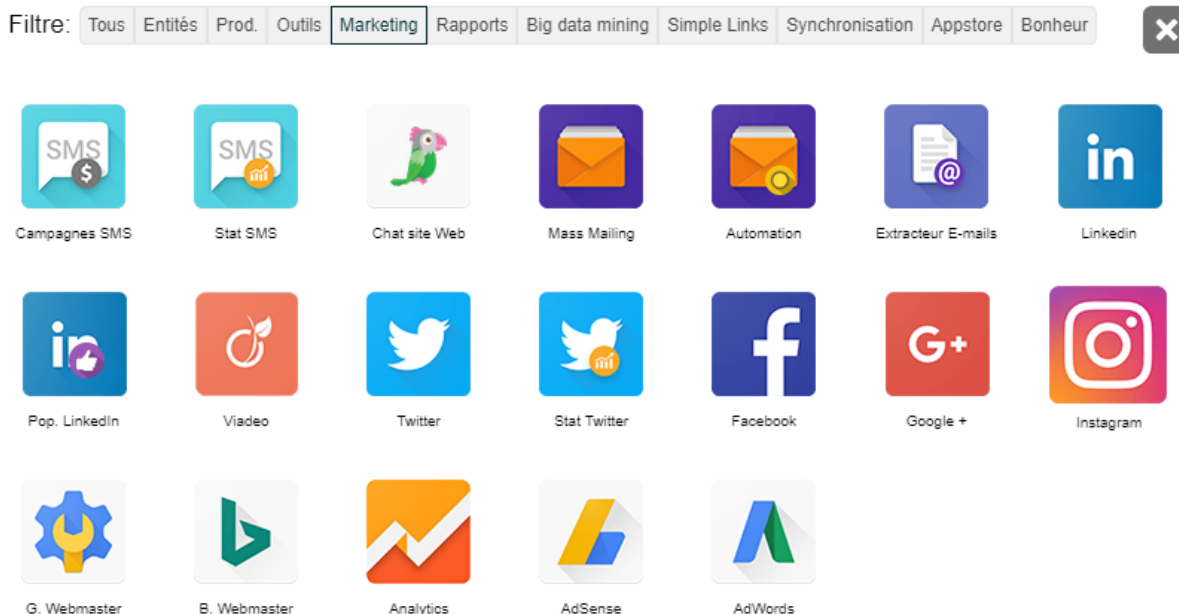 Filtre: Tous Entités Prod. Outils Marketing Rapports Big data mining Simple Links Synchronisation Appstore Bonheur
SMS $ SMS @ in
Campagnes SMS Stat SMS Chat site Web Mass Mailing Automation Extracteur E-mails Linkedin
in f G+
Pop. LinkedIn Viadeo Twitter Stat Twitter Facebook Google + Instagram
G. Webmaster B. Webmaster Analytics AdSense AdWords